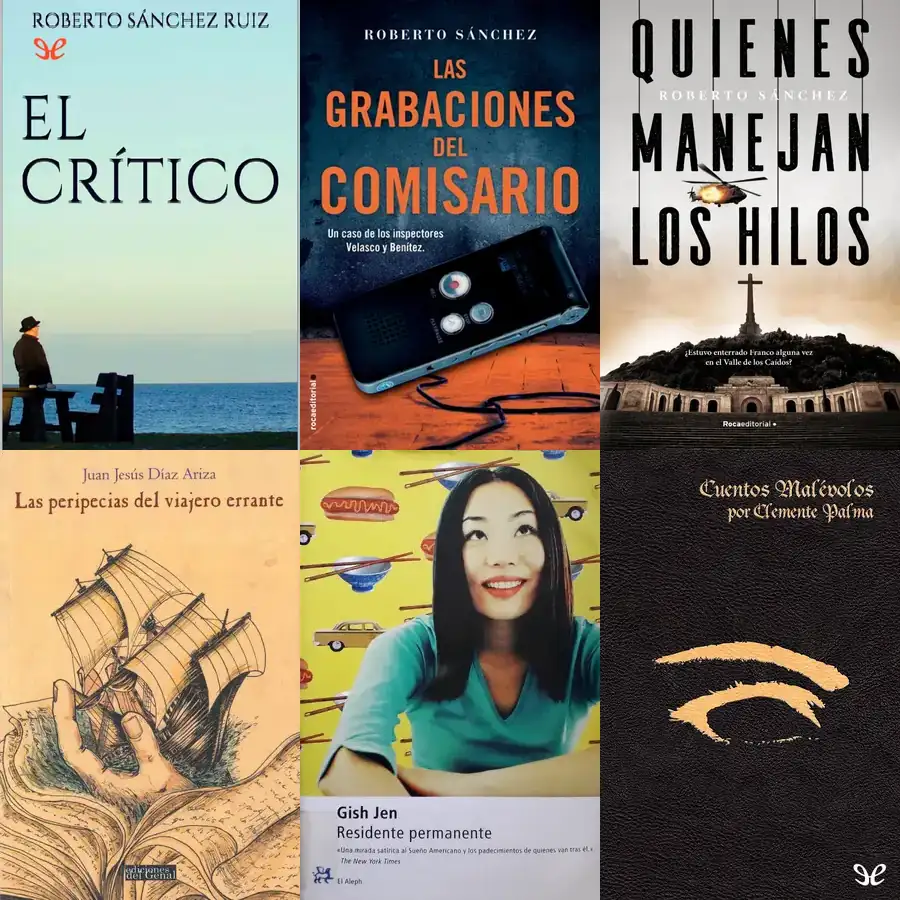 ROBERTO SÁNCHEZ RUIZ
EL
CRÍTICO
ROBERTO SÁNCHEZ
LAS
GRABACIONES
DEL
COMISARIO
Un caso de los inspectores
Velasco y Benítez.
rocaeditorial
QUIENES
ROBERTO SÁNCHEZ
MANEJAN
LOS HILOS
¿Estuvo enterrado Franco alguna vez
en el Valle de los Caídos?
Rocaeditorial
Juan Jesús Díaz Ariza
Las peripecias del viajero errante
ediciones
del Genal
Gish Jen
Residente permanente
«Una mirada satírica al Sueño Americano y los padecimientos de quienes van tras él.»
The New York Times
El Aleph
Cuentos Malévolos
por Clemente Palma